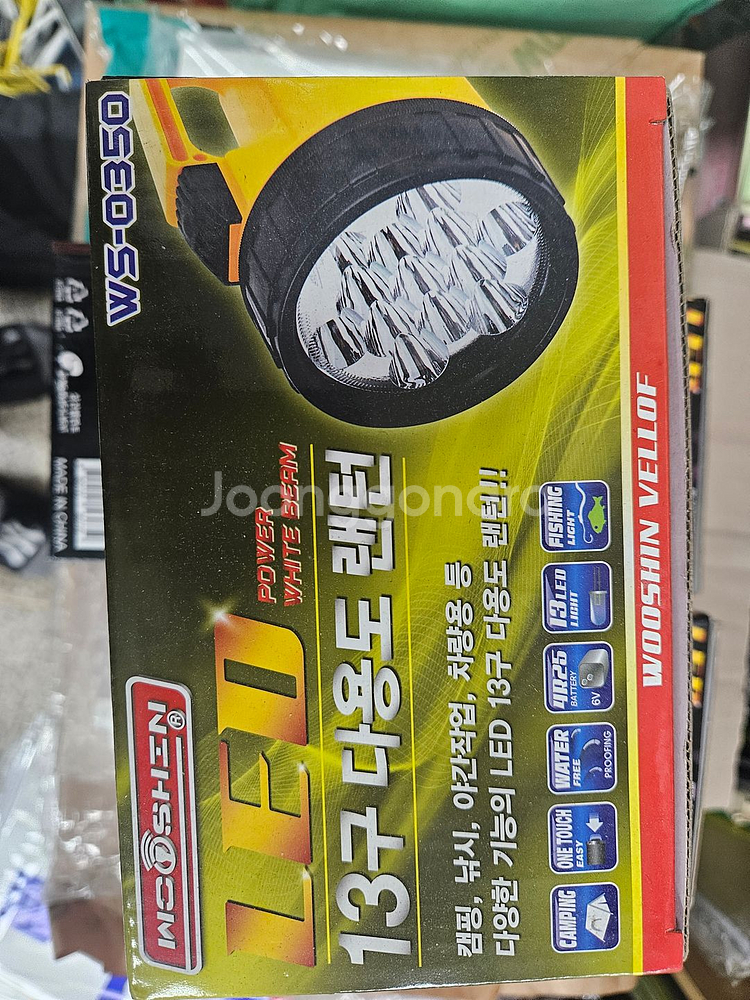 WOOSHIN®
WS-0350
LED
POWER
WHITE BEAM
13구 다용도 랜턴
캠핑, 낚시, 야간작업, 차량용 등
다양한 기능의 LED 13구 다용도 랜턴!!!
CAMPING
ONE TOUCH
EASY
WATER
FREE
PROOFING
4R25
BATTERY
6V
13 LED
LIGHT
FISHING
LIGHT
WOOSHIN VELLOF
MADE IN CHINA
Joonggonara